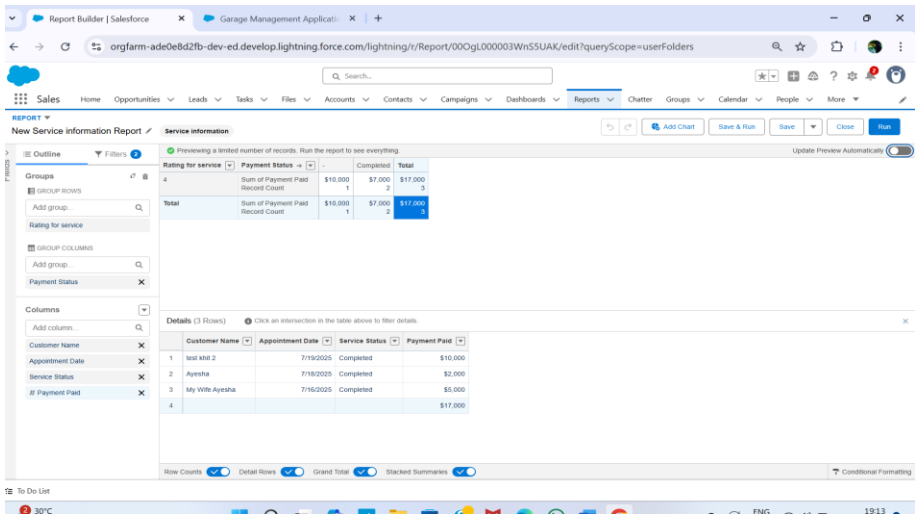 Report Builder | Salesforce
Garage Management Applicatic
orgfarm-ade0e8d2fb-dev-ed.develop.lightning.force.com/lightning/r/Report/00OgL000003WnS5UAK/edit?queryScope=userFolders
Search...
Sales Home Opportunities Leads Tasks Files Accounts Contacts Campaigns Dashboards Reports Chatter Groups Calendar People More
REPORT
New Service information Report Service information Add Chart Save & Run Save Close Run
Fields
Outline Filters 2
Previewing a limited number of records. Run the report to see everything. Update Preview Automatically
Groups
GROUP ROWS
Add group...
Rating for service
GROUP COLUMNS
Add group...
Payment Status
Columns
Add column...
Customer Name
Appointment Date
Service Status
# Payment Paid
Rating for service Payment Status → - Completed Total
4 Sum of Payment Paid $10,000 $7,000 $17,000
Record Count 1 2 3
Total Sum of Payment Paid $10,000 $7,000 $17,000
Record Count 1 2 3
Details (3 Rows) Click an intersection in the table above to filter details.
Customer Name Appointment Date Service Status Payment Paid
1 test khit 2 7/19/2025 Completed $10,000
2 Ayesha 7/18/2025 Completed $2,000
3 My Wife Ayesha 7/16/2025 Completed $5,000
4 $17,000
Row Counts Detail Rows Grand Total Stacked Summaries Conditional Formatting
To Do List
2 30°C
ENG 19:13